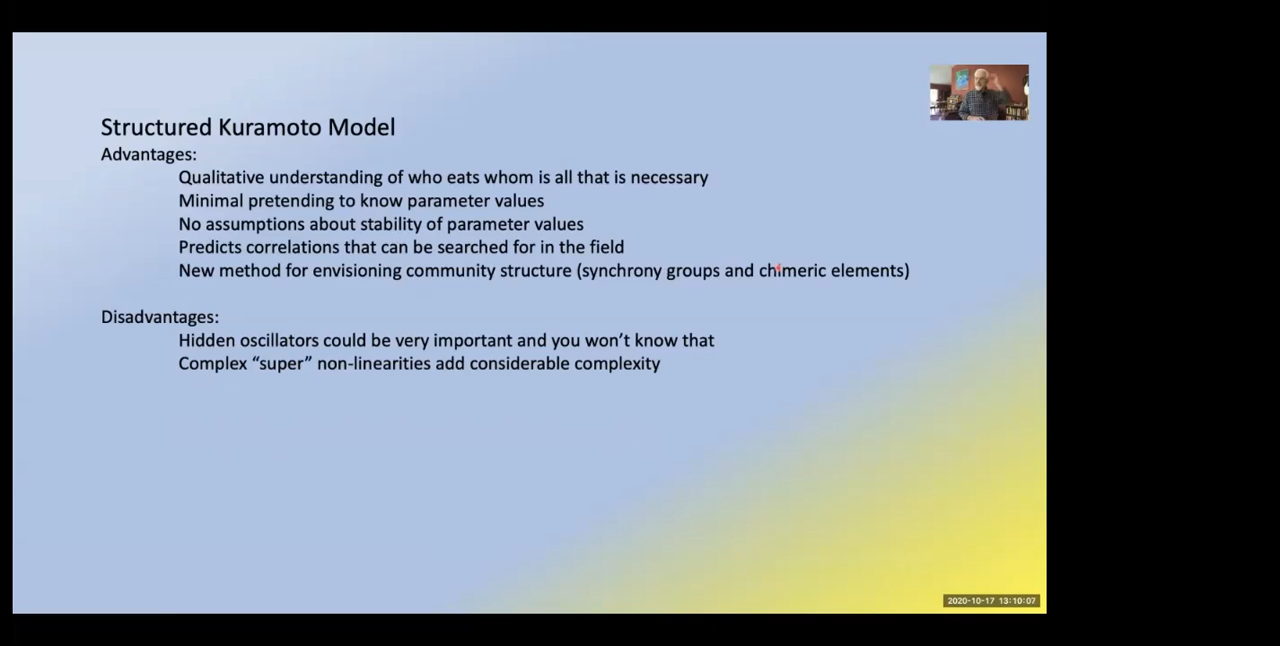 Structured Kuramoto Model
Advantages:
Qualitative understanding of who eats whom is all that is necessary
Minimal pretending to know parameter values
No assumptions about stability of parameter values
Predicts correlations that can be searched for in the field
New method for envisioning community structure (synchrony groups and chimeric elements)
Disadvantages:
Hidden oscillators could be very important and you won’t know that
Complex “super” non-linearities add considerable complexity
2020-10-17 13:10:07